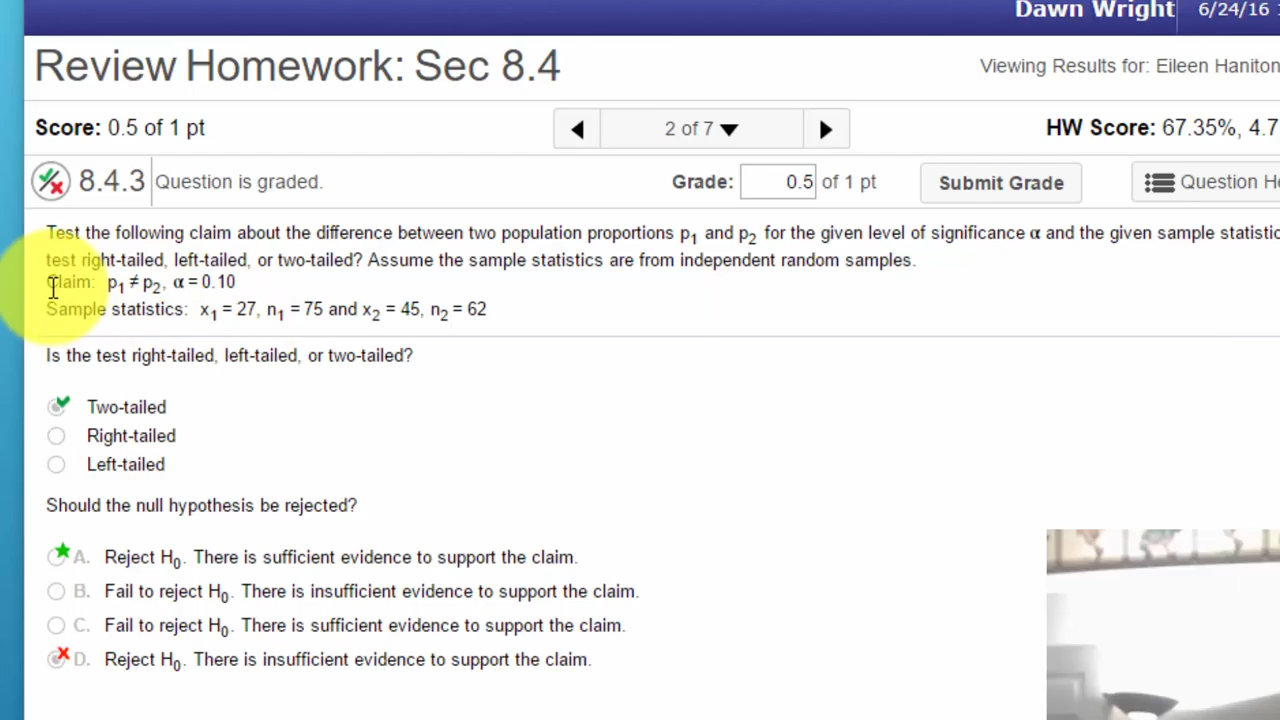 Dawn Wright 6/24/16
Review Homework: Sec 8.4 Viewing Results for: Eileen Haniton
Score: 0.5 of 1 pt 2 of 7 HW Score: 67.35%, 4.7
8.4.3 Question is graded. Grade: 0.5 of 1 pt Submit Grade Question H
Test the following claim about the difference between two population proportions p₁ and p₂ for the given level of significance α and the given sample statistic
test right-tailed, left-tailed, or two-tailed? Assume the sample statistics are from independent random samples.
Claim: p₁ ≠ p₂, α = 0.10
Sample statistics: x₁ = 27, n₁ = 75 and x₂ = 45, n₂ = 62
Is the test right-tailed, left-tailed, or two-tailed?
Two-tailed
Right-tailed
Left-tailed
Should the null hypothesis be rejected?
A. Reject H₀. There is sufficient evidence to support the claim.
B. Fail to reject H₀. There is insufficient evidence to support the claim.
C. Fail to reject H₀. There is sufficient evidence to support the claim.
D. Reject H₀. There is insufficient evidence to support the claim.